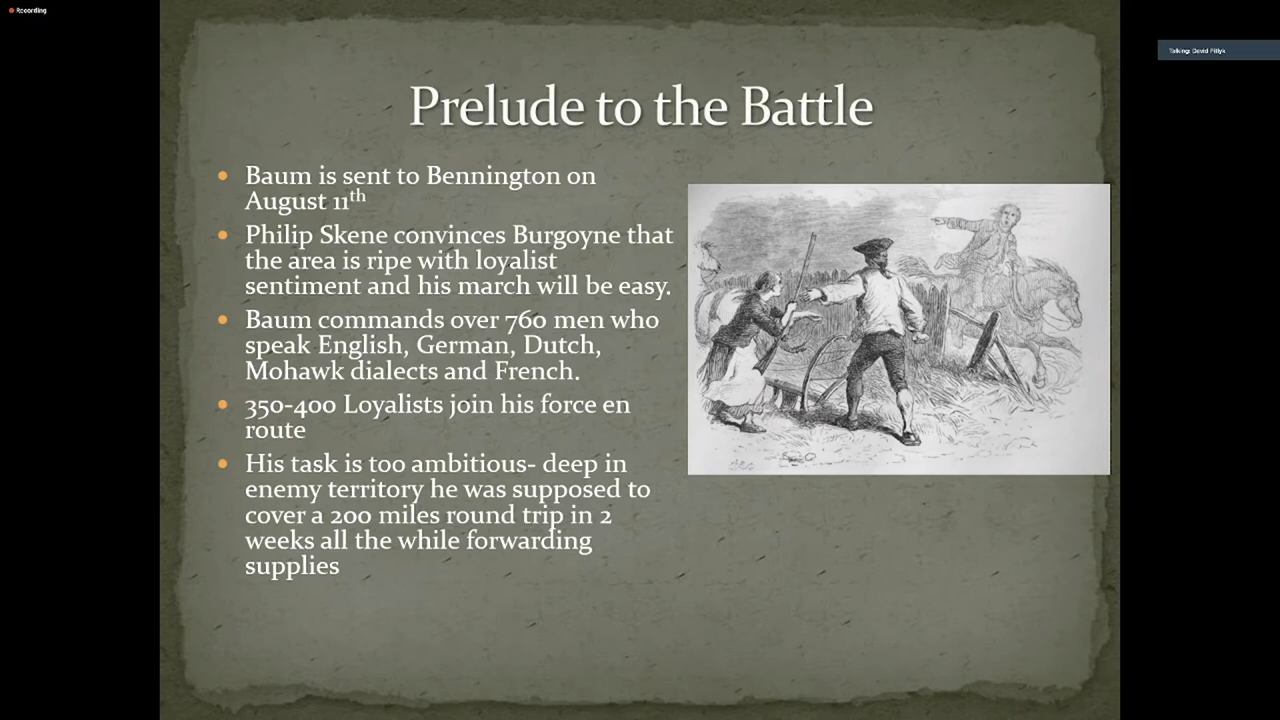 Recording
Talking: David Pitlyk
Prelude to the Battle
Baum is sent to Bennington on
August 11th
Philip Skene convinces Burgoyne that
the area is ripe with loyalist
sentiment and his march will be easy.
Baum commands over 760 men who
speak English, German, Dutch,
Mohawk dialects and French.
350-400 Loyalists join his force en
route
His task is too ambitious- deep in
enemy territory he was supposed to
cover a 200 miles round trip in 2
weeks all the while forwarding
supplies